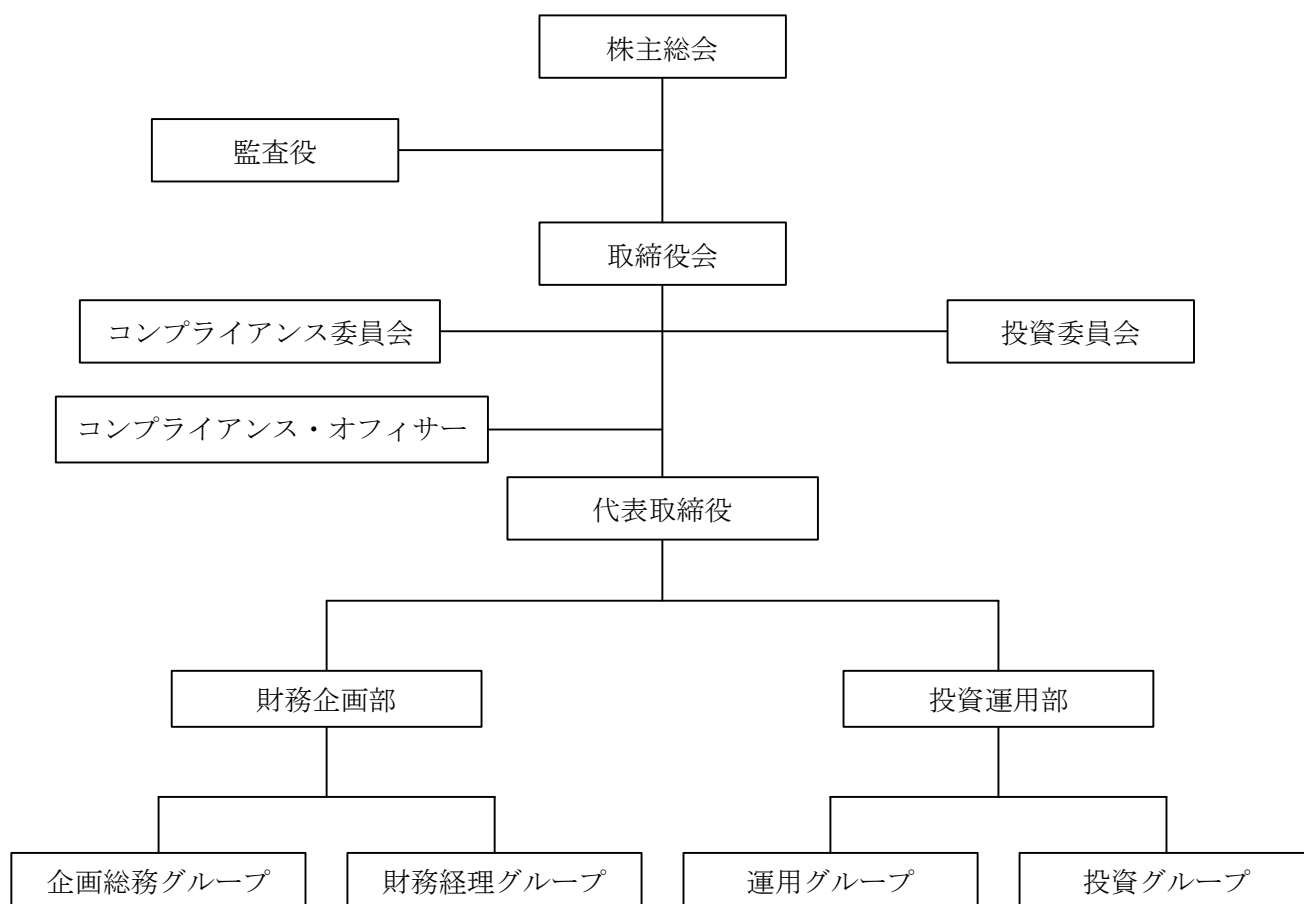 株主総会
監査役
取締役会
コンプライアンス委員会
投資委員会
コンプライアンス・オフィサー
代表取締役
財務企画部
投資運用部
企画総務グループ
財務経理グループ
運用グループ
投資グループ